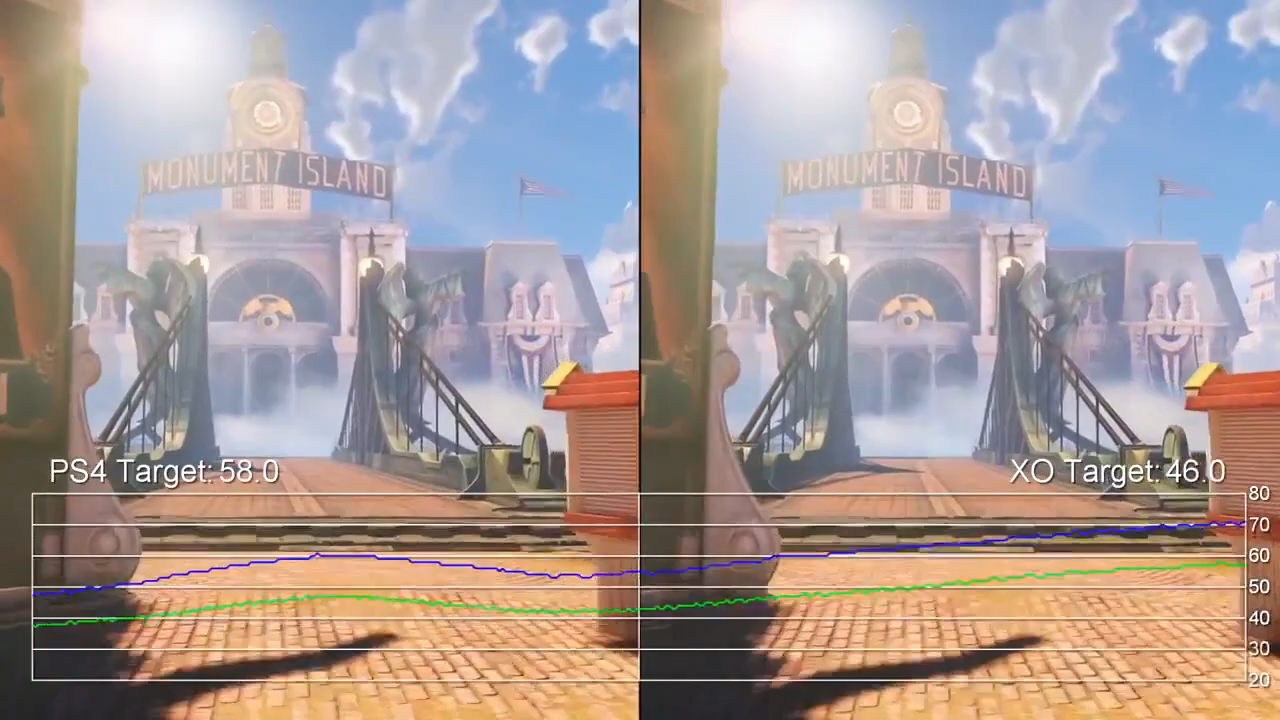 MONUMENT ISLAND
MONUMENT ISLAND
PS4 Target: 58.0
XO Target: 46.0
80
70
60
50
40
30
20